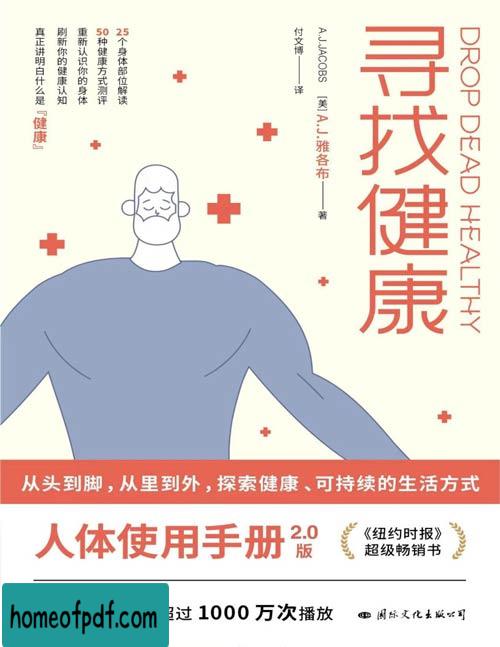 寻找健康
DROP DEAD HEALTHY
A.J.JACOBS [美] A.J.雅各布 著
付文博 译
25个身体部位解读
50种健康方式测评
重新认识你的身体
刷新你的健康认知
真正讲明白什么是『健康』
从头到脚，从里到外，探索健康、可持续的生活方式
人体使用手册 2.0版
《纽约时报》
超级畅销书
超过 1000 万次播放
国际文化出版公司
homeofpdf.com